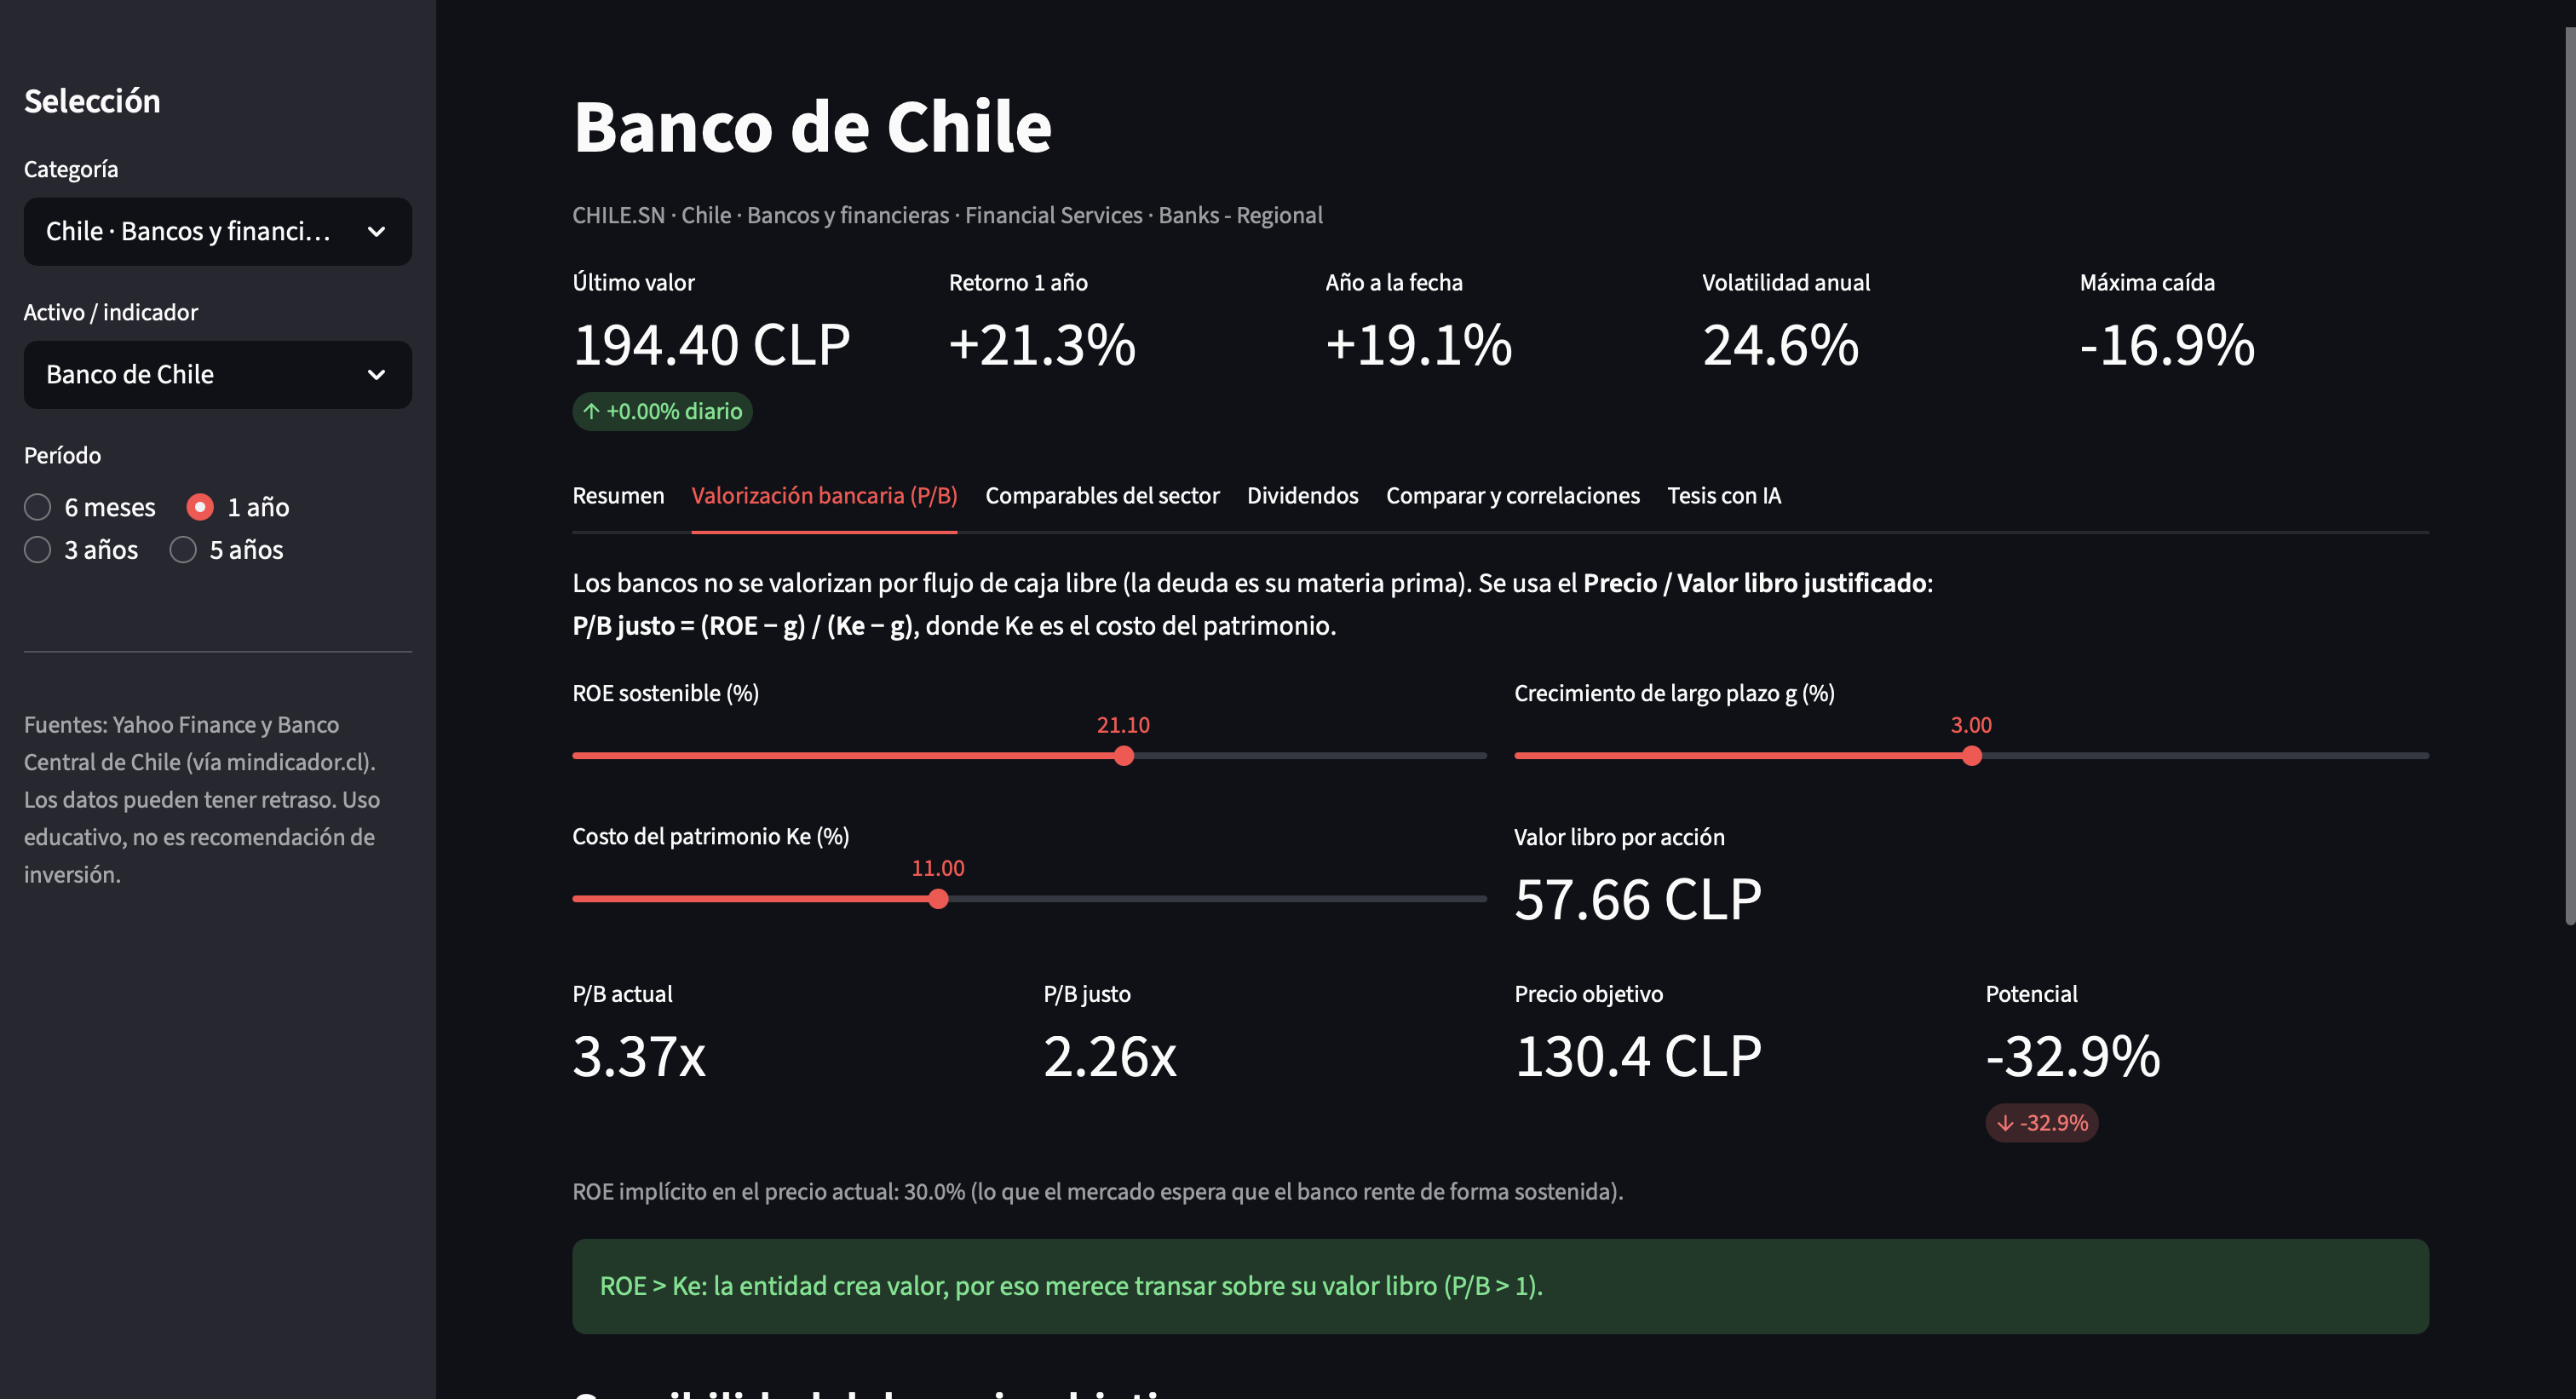 Selección
Categoría
Chile · Bancos y financi...
Activo / indicador
Banco de Chile
Período
6 meses
1 año
3 años
5 años
Fuentes: Yahoo Finance y Banco
Central de Chile (vía mindicador.cl).
Los datos pueden tener retraso. Uso
educativo, no es recomendación de
inversión.
Banco de Chile
CHILE.SN · Chile · Bancos y financieras · Financial Services · Banks - Regional
Último valor
194.40 CLP
↑ +0.00% diario
Retorno 1 año
+21.3%
Año a la fecha
+19.1%
Volatilidad anual
24.6%
Máxima caída
-16.9%
Resumen
Valorización bancaria (P/B)
Comparables del sector
Dividendos
Comparar y correlaciones
Tesis con IA
Los bancos no se valorizan por flujo de caja libre (la deuda es su materia prima). Se usa el Precio / Valor libro justificado:
P/B justo = (ROE − g) / (Ke − g), donde Ke es el costo del patrimonio.
ROE sostenible (%)
21.10
Crecimiento de largo plazo g (%)
3.00
Costo del patrimonio Ke (%)
11.00
Valor libro por acción
57.66 CLP
P/B actual
3.37x
P/B justo
2.26x
Precio objetivo
130.4 CLP
Potencial
-32.9%
↓ -32.9%
ROE implícito en el precio actual: 30.0% (lo que el mercado espera que el banco rente de forma sostenida).
ROE > Ke: la entidad crea valor, por eso merece transar sobre su valor libro (P/B > 1).